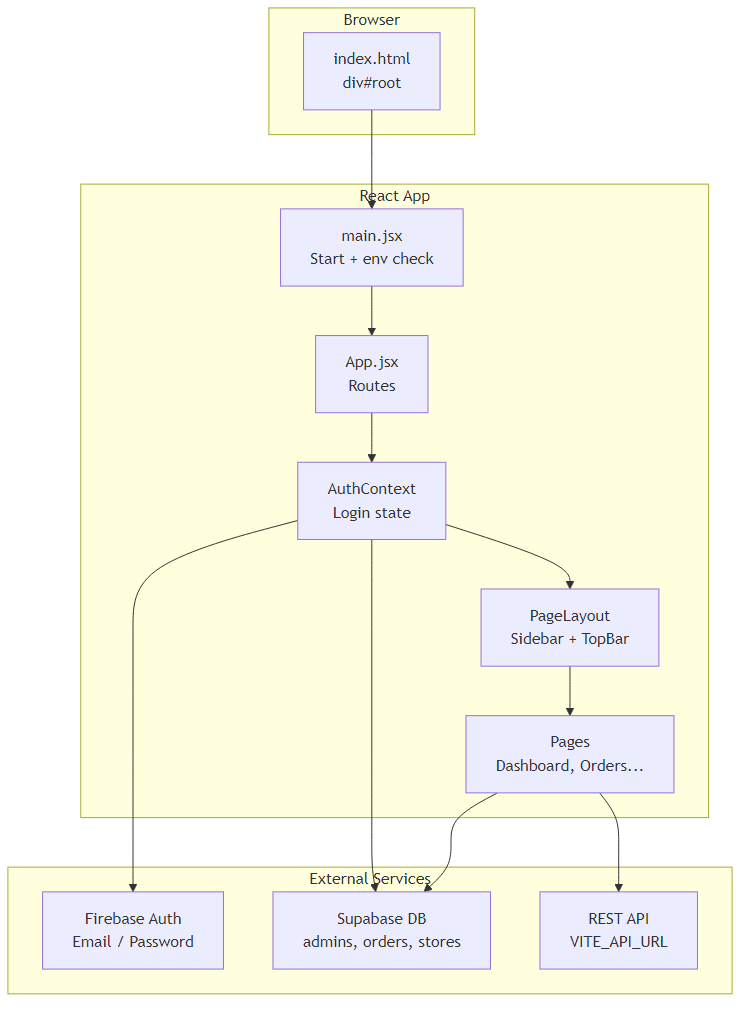 Browser
index.html
div#root
React App
main.jsx
Start + env check
App.jsx
Routes
AuthContext
Login state
PageLayout
Sidebar + TopBar
Pages
Dashboard, Orders...
External Services
Firebase Auth
Email / Password
Supabase DB
admins, orders, stores
REST API
VITE_API_URL